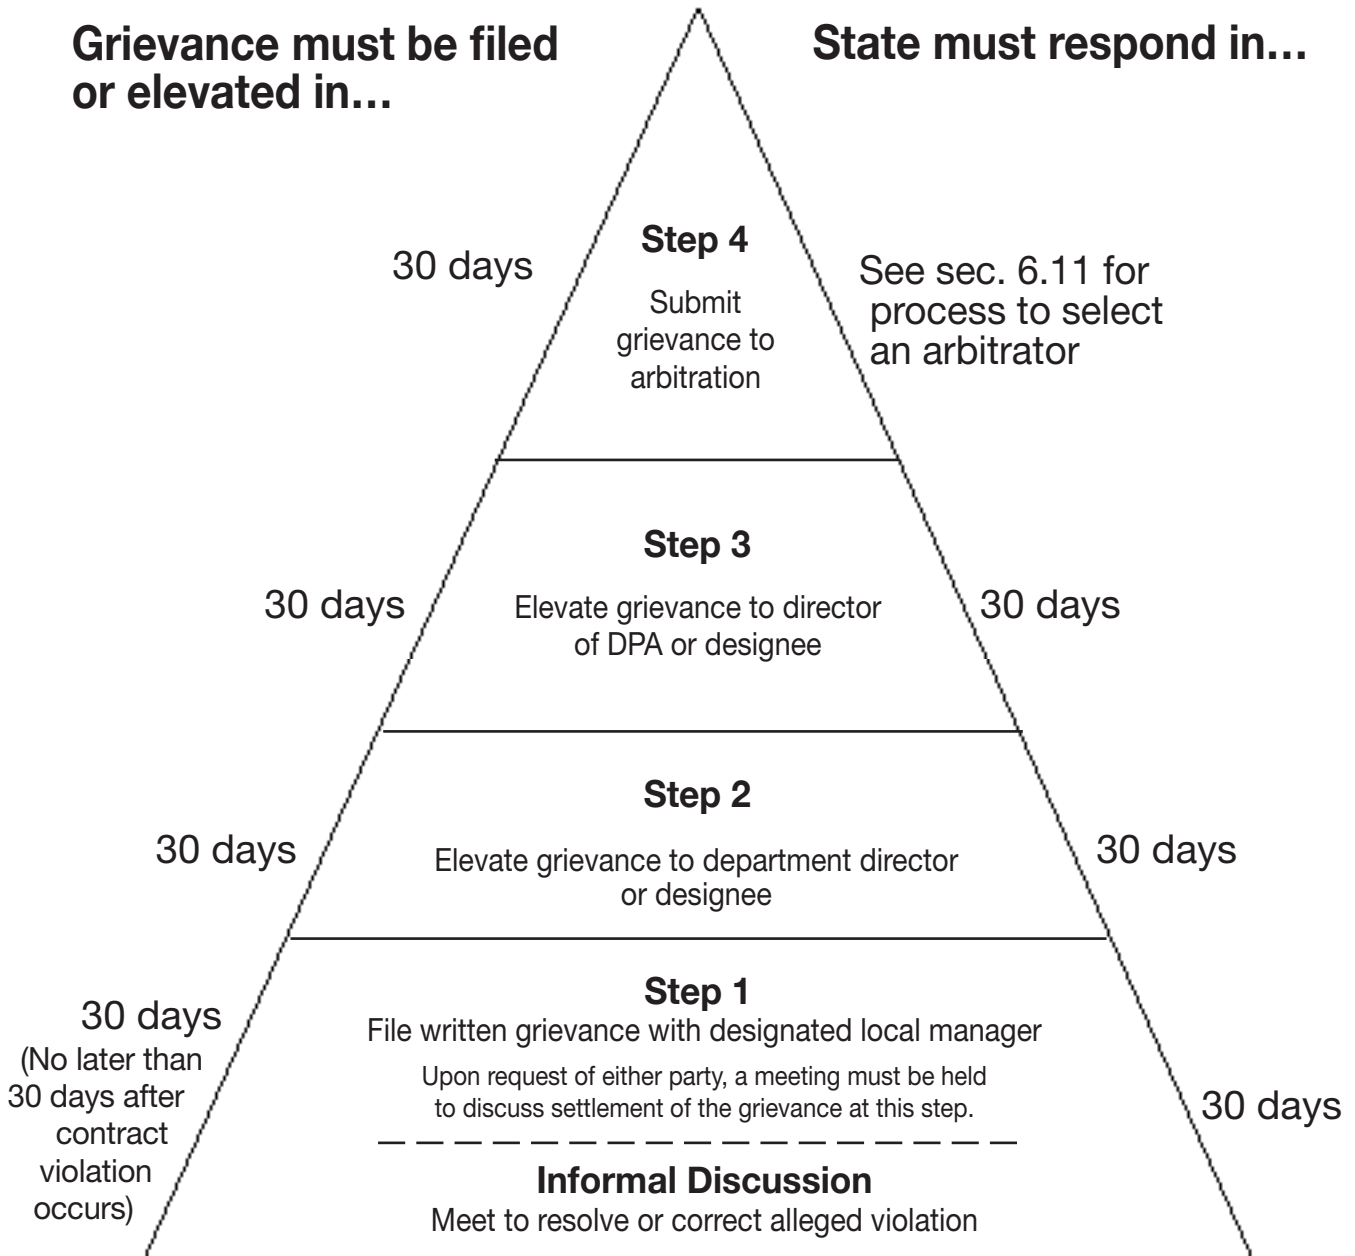 Grievance must be filed
or elevated in...
State must respond in...
Step 4
30 days
Submit
grievance to
arbitration
See sec. 6.11 for
process to select
an arbitrator
Step 3
30 days
Elevate grievance to director
of DPA or designee
30 days
Step 2
30 days
Elevate grievance to department director
or designee
30 days
Step 1
30 days
(No later than
30 days after
contract
violation
occurs)
File written grievance with designated local manager
Upon request of either party, a meeting must be held
to discuss settlement of the grievance at this step.
30 days
Informal Discussion
Meet to resolve or correct alleged violation